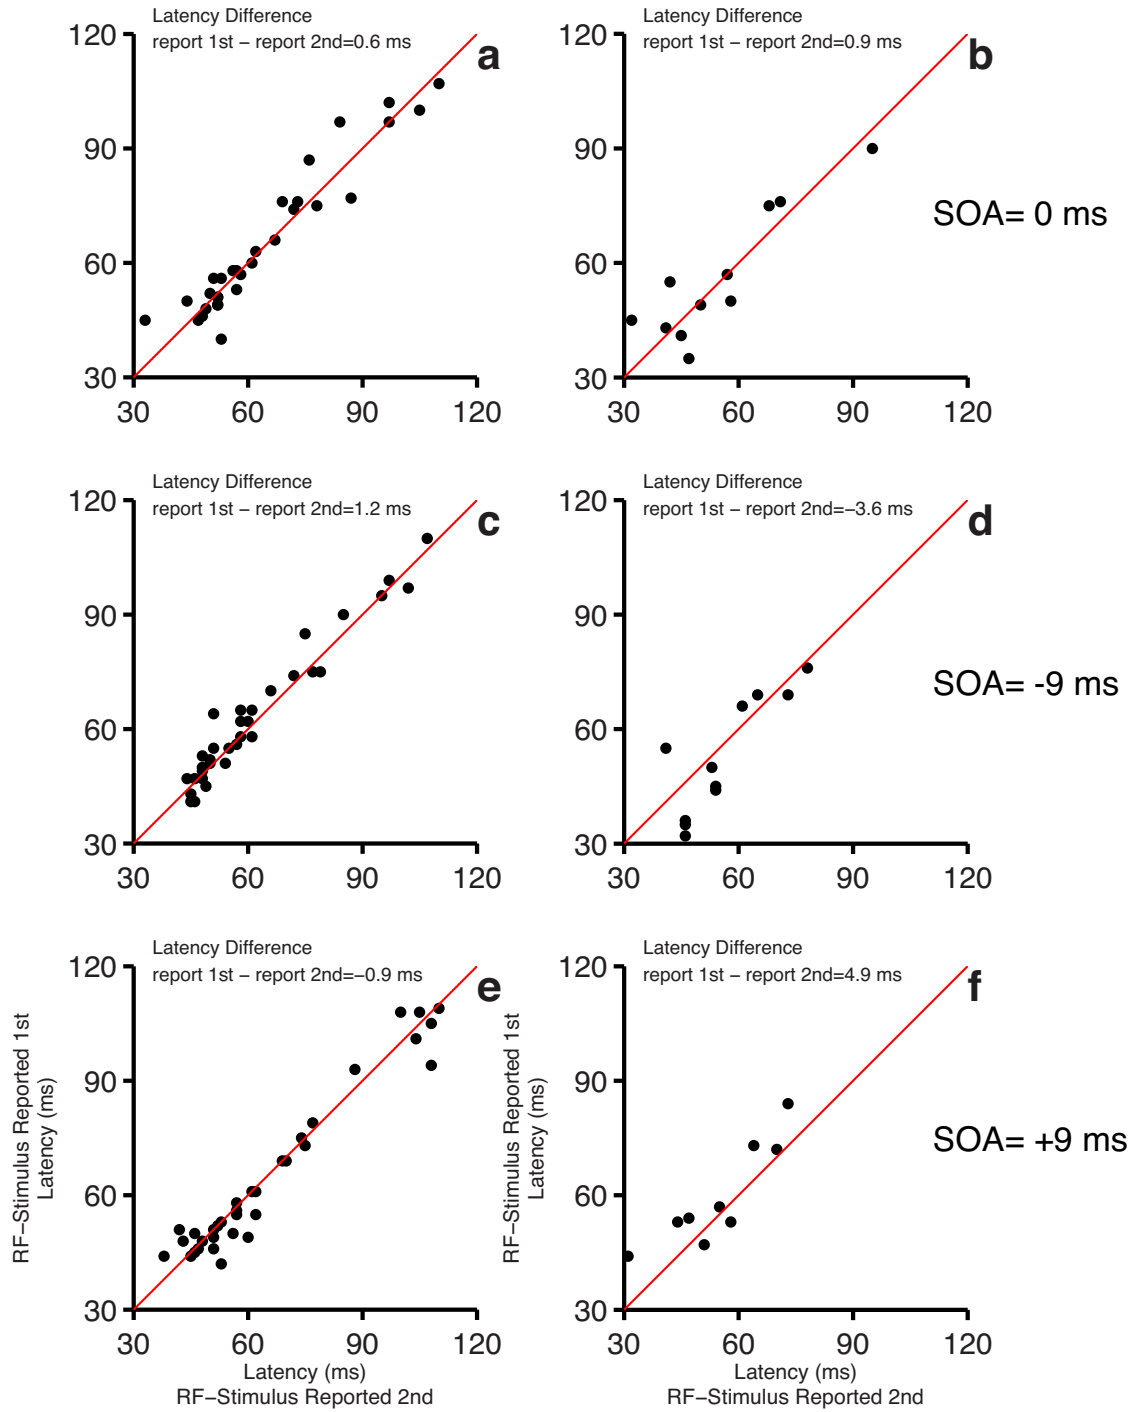 Latency Difference
report 1st − report 2nd=0.6 ms
a
120
90
60
30
30 60 90 120
Latency Difference
report 1st − report 2nd=0.9 ms
b
120
90
60
30
30 60 90 120
SOA= 0 ms
Latency Difference
report 1st − report 2nd=1.2 ms
c
120
90
60
30
30 60 90 120
Latency Difference
report 1st − report 2nd=−3.6 ms
d
120
90
60
30
30 60 90 120
SOA= -9 ms
Latency Difference
report 1st − report 2nd=−0.9 ms
e
120
90
60
30
30 60 90 120
RF−Stimulus Reported 1st
Latency (ms)
Latency (ms)
RF−Stimulus Reported 2nd
Latency Difference
report 1st − report 2nd=4.9 ms
f
120
90
60
30
30 60 90 120
RF−Stimulus Reported 1st
Latency (ms)
Latency (ms)
RF−Stimulus Reported 2nd
SOA= +9 ms